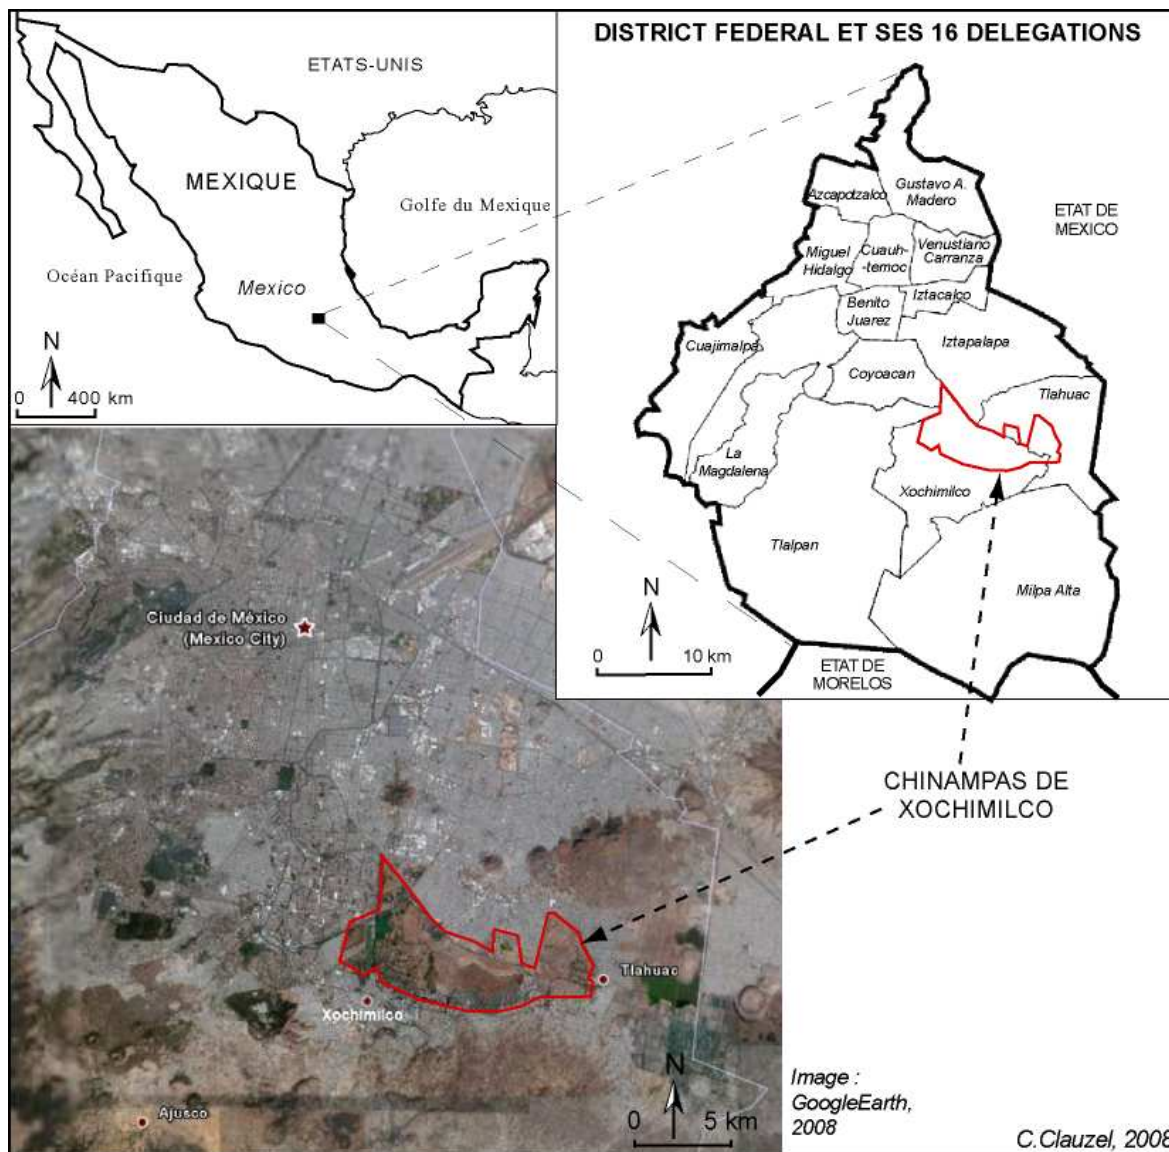 ETATS-UNIS
MEXIQUE
Golfe du Mexique
Océan Pacifique
Mexico
N
0 400 km
DISTRICT FEDERAL ET SES 16 DELEGATIONS
Azcapotzalco
Gustavo A.
Madero
ETAT DE
MEXICO
Miguel
Hidalgo
Cuauh-
-temoc
Venustiano
Carranza
Benito
Juarez
Iztacalco
Cuajimalpa
Iztapalapa
Coyoacan
Tlahuac
La
Magdalena
Xochimilco
Tlalpan
Milpa Alta
N
0 10 km
ETAT DE
MORELOS
Ciudad de México
(Mexico City)
CHINAMPAS DE
XOCHIMILCO
Tlahuac
Xochimilco
Ajusco
N
0 5 km
Image :
GoogleEarth,
2008
C.Clauzel, 2008